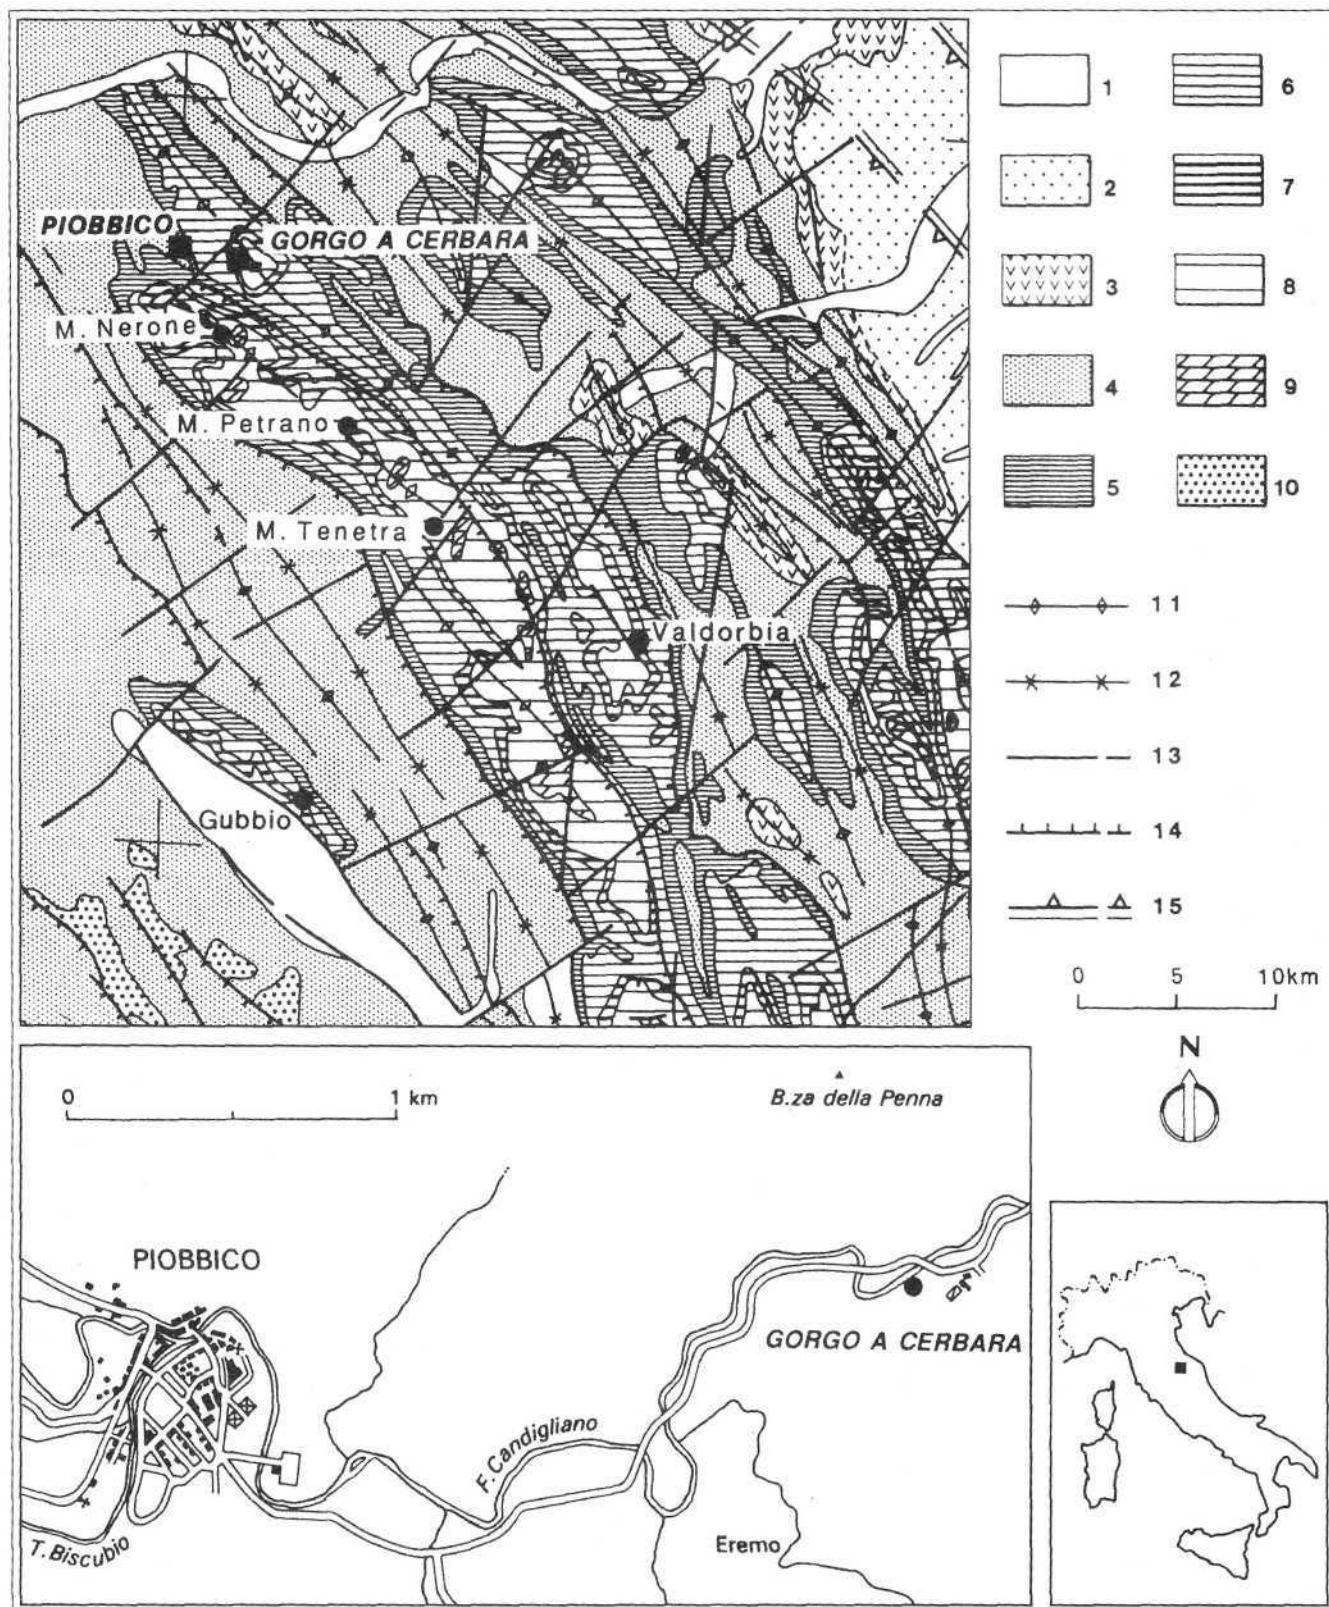 PIOBBICO
GORGO A CERBARA
M. Nerone
M. Petrano
M. Tenetra
Valdorbia
Gubbio
1
6
2
7
3
8
4
9
5
10
11
12
13
14
15
0 5 10km
N
0 1 km
B.za della Penna
PIOBBICO
GORGO A CERBARA
F. Candigliano
Eremo
T. Biscubio